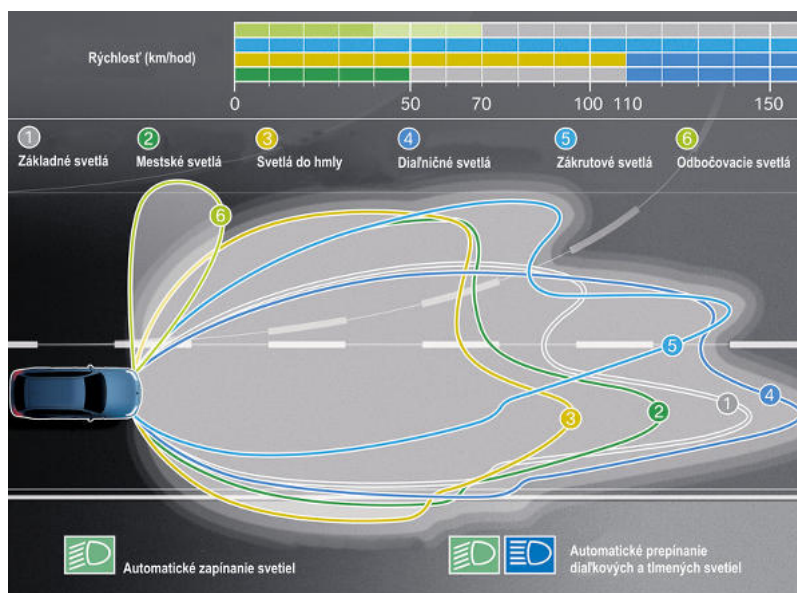 Rýchlosť (km/hod)
0 50 70 100 110 150
1 2 3 4 5 6
Základné svetlá Mestské svetlá Svetlá do hmly Diaľničné svetlá Zákrutové svetlá Odbočovacie svetlá
6
5
4
1
2
3
Automatické zapínanie svetiel
Automatické prepínanie
diaľkových a tlmených svetiel